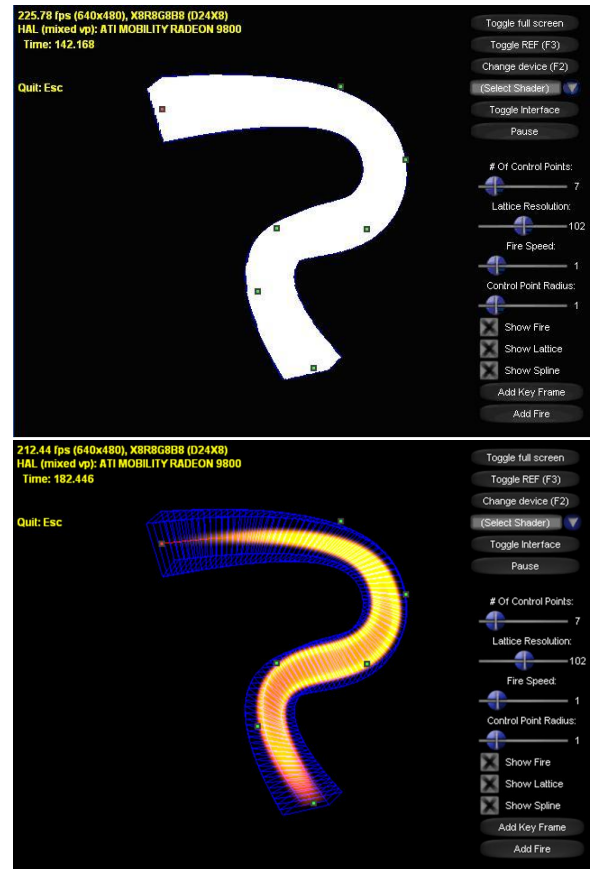 225.78 fps (640x480), X8R8G8B8 (D24X8)
HAL (mixed vp): ATI MOBILITY RADEON 9800
Time: 142.168
Quit: Esc
Toggle full screen
Toggle REF (F3)
Change device (F2)
(Select Shader)
Toggle Interface
Pause
# Of Control Points:
7
Lattice Resolution:
102
Fire Speed:
1
Control Point Radius:
1
Show Fire
Show Lattice
Show Spline
Add Key Frame
Add Fire
212.44 fps (640x480), X8R8G8B8 (D24X8)
HAL (mixed vp): ATI MOBILITY RADEON 9800
Time: 182.446
Quit: Esc
Toggle full screen
Toggle REF (F3)
Change device (F2)
(Select Shader)
Toggle Interface
Pause
# Of Control Points:
7
Lattice Resolution:
102
Fire Speed:
1
Control Point Radius:
1
Show Fire
Show Lattice
Show Spline
Add Key Frame
Add Fire